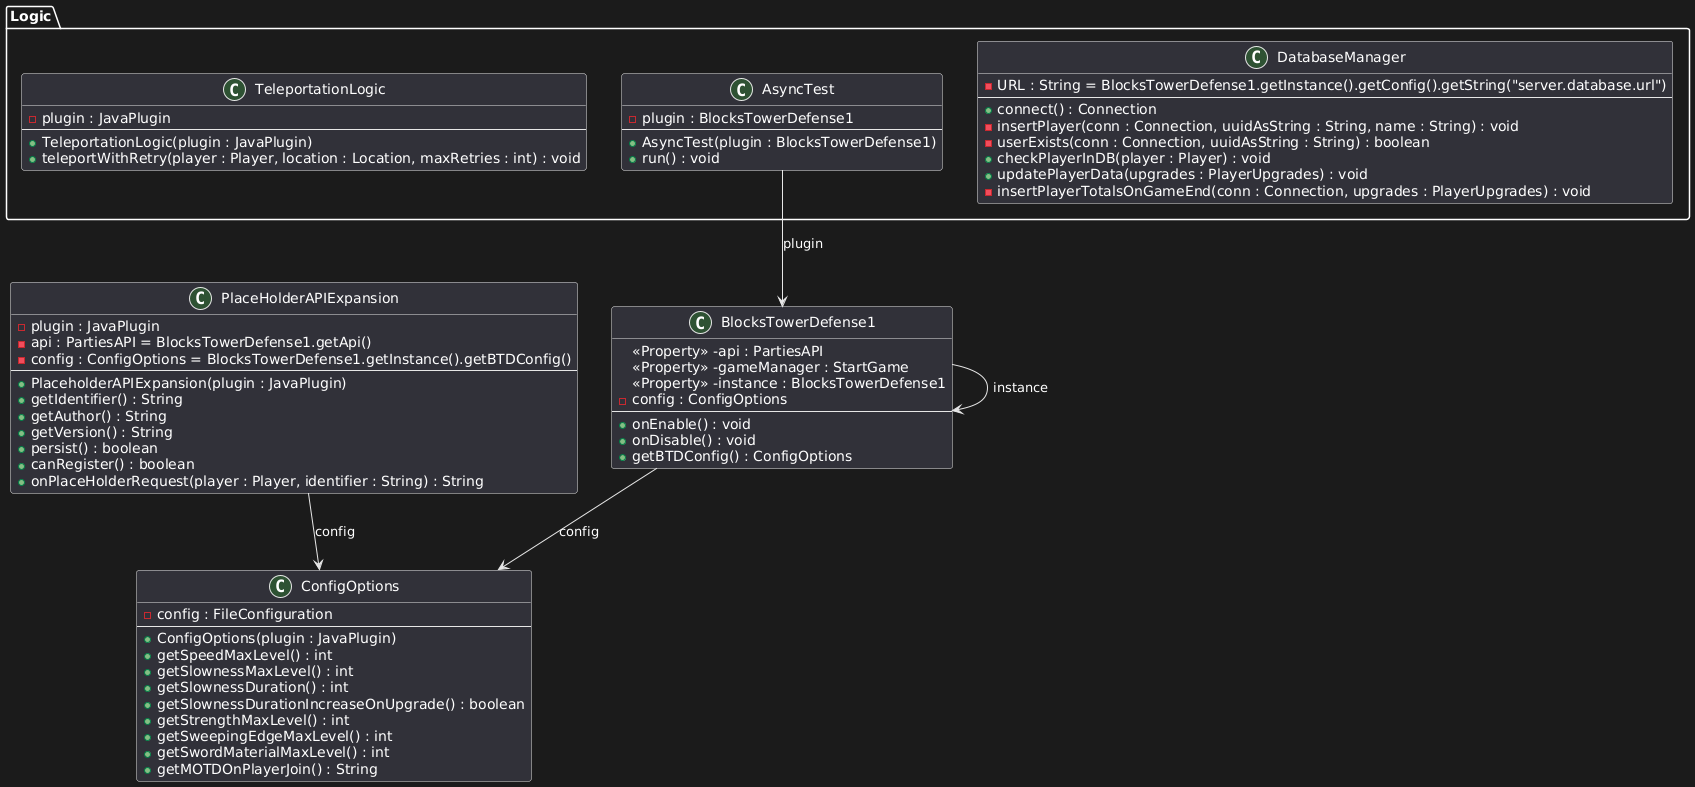 Logic
C TeleportationLogic
plugin : JavaPlugin
TeleportationLogic(plugin : JavaPlugin)
teleportWithRetry(player : Player, location : Location, maxRetries : int) : void
C AsyncTest
plugin : BlocksTowerDefense1
AsyncTest(plugin : BlocksTowerDefense1)
run() : void
C DatabaseManager
URL : String = BlocksTowerDefense1.getInstance().getConfig().getString("server.database.url")
connect() : Connection
insertPlayer(conn : Connection, uuidAsString : String, name : String) : void
userExists(conn : Connection, uuidAsString : String) : boolean
checkPlayerInDB(player : Player) : void
updatePlayerData(upgrades : PlayerUpgrades) : void
insertPlayerTotalsOnGameEnd(conn : Connection, upgrades : PlayerUpgrades) : void
plugin
C PlaceHolderAPIExpansion
plugin : JavaPlugin
api : PartiesAPI = BlocksTowerDefense1.getApi()
config : ConfigOptions = BlocksTowerDefense1.getInstance().getBTDConfig()
PlaceholderAPIExpansion(plugin : JavaPlugin)
getIdentifier() : String
getAuthor() : String
getVersion() : String
persist() : boolean
canRegister() : boolean
onPlaceHolderRequest(player : Player, identifier : String) : String
C BlocksTowerDefense1
«Property» -api : PartiesAPI
«Property» -gameManager : StartGame
«Property» -instance : BlocksTowerDefense1
config : ConfigOptions
onEnable() : void
onDisable() : void
getBTDConfig() : ConfigOptions
instance
config
config
C ConfigOptions
config : FileConfiguration
ConfigOptions(plugin : JavaPlugin)
getSpeedMaxLevel() : int
getSlownessMaxLevel() : int
getSlownessDuration() : int
getSlownessDurationIncreaseOnUpgrade() : boolean
getStrengthMaxLevel() : int
getSweepingEdgeMaxLevel() : int
getSwordMaterialMaxLevel() : int
getMOTDOnPlayerJoin() : String